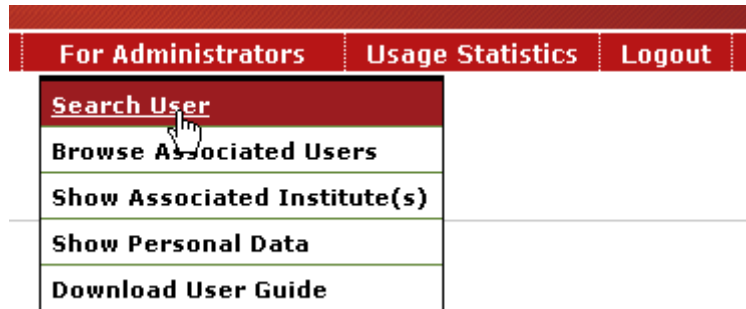 For Administrators Usage Statistics Logout
Search User
Browse Associated Users
Show Associated Institute(s)
Show Personal Data
Download User Guide